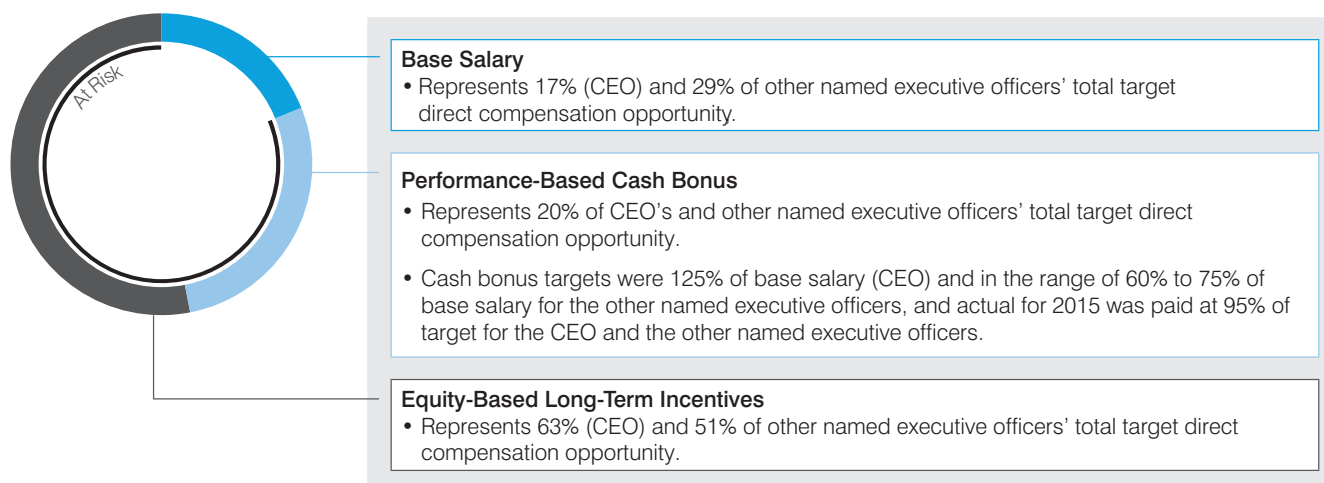 At Risk
Base Salary
• Represents 17% (CEO) and 29% of other named executive officers’ total target
direct compensation opportunity.
Performance-Based Cash Bonus
• Represents 20% of CEO’s and other named executive officers’ total target direct
compensation opportunity.
• Cash bonus targets were 125% of base salary (CEO) and in the range of 60% to 75% of
base salary for the other named executive officers, and actual for 2015 was paid at 95% of
target for the CEO and the other named executive officers.
Equity-Based Long-Term Incentives
• Represents 63% (CEO) and 51% of other named executive officers’ total target direct
compensation opportunity.